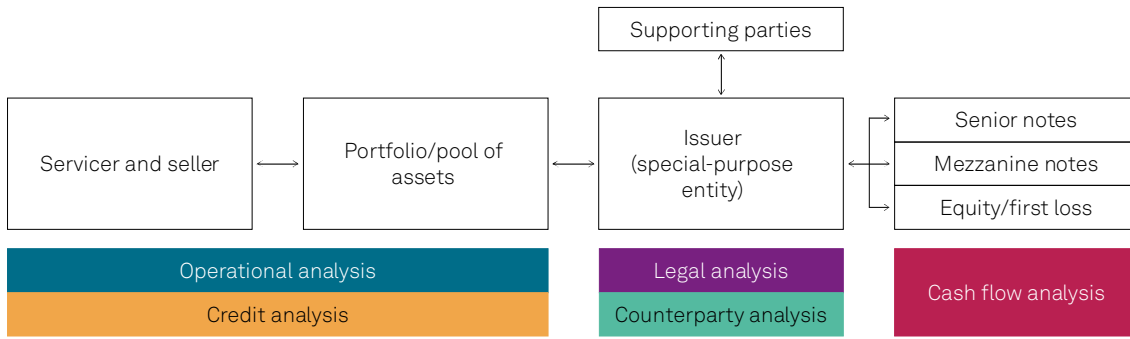 Supporting parties
Servicer and seller
Portfolio/pool of
assets
Issuer
(special-purpose
entity)
Senior notes
Mezzanine notes
Equity/first loss
Operational analysis
Credit analysis
Legal analysis
Counterparty analysis
Cash flow analysis